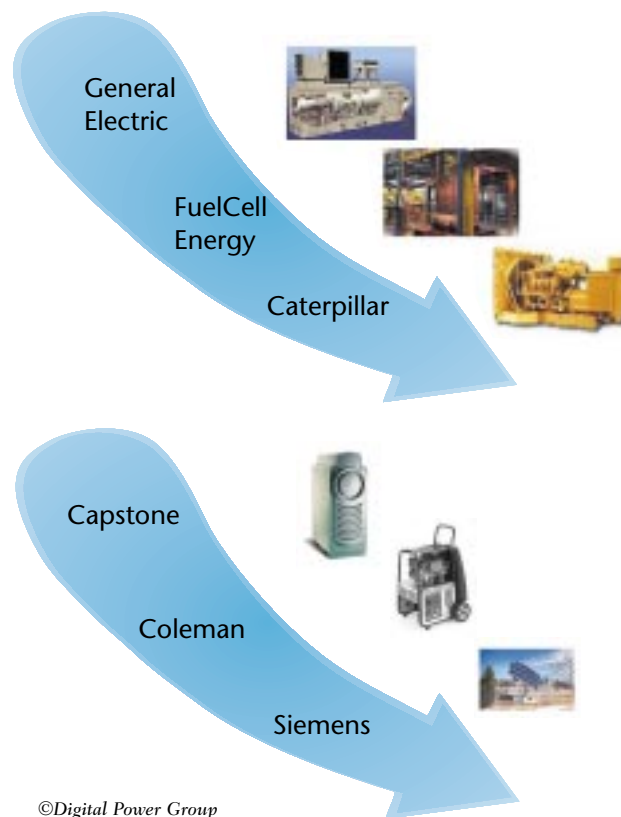 General
Electric
FuelCell
Energy
Caterpillar
Capstone
Coleman
Siemens
©Digital Power Group